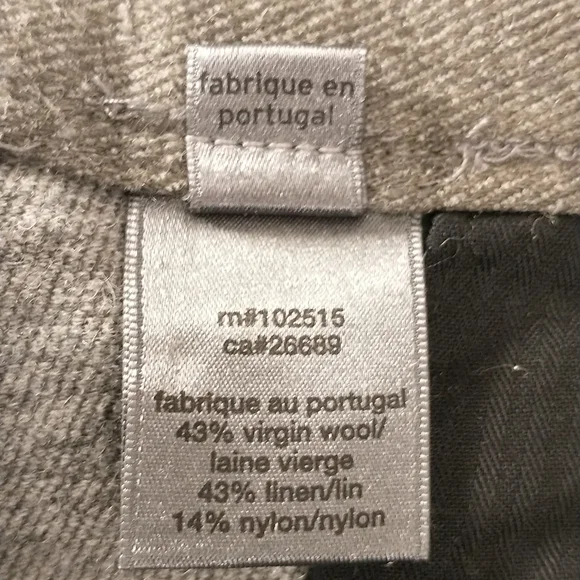 fabrique en
portugal
rn#102515
ca#26689
fabrique au portugal
43% virgin wool/
laine vierge
43% linen/lin
14% nylon/nylon